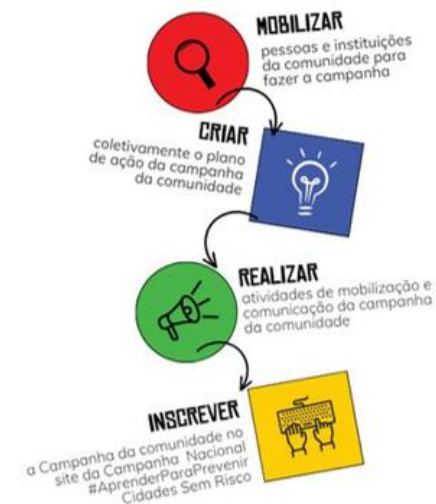 MOBILIZAR
pessoas e instituições
da comunidade para
fazer a campanha
CRIAR
coletivamente o plano
de ação da campanha
da comunidade
REALIZAR
atividades de mobilização e
comunicação da campanha
da comunidade
INSCREVER
a Campanha da comunidade no
site da Campanha Nacional
#AprenderParaPrevenir
Cidades Sem Risco